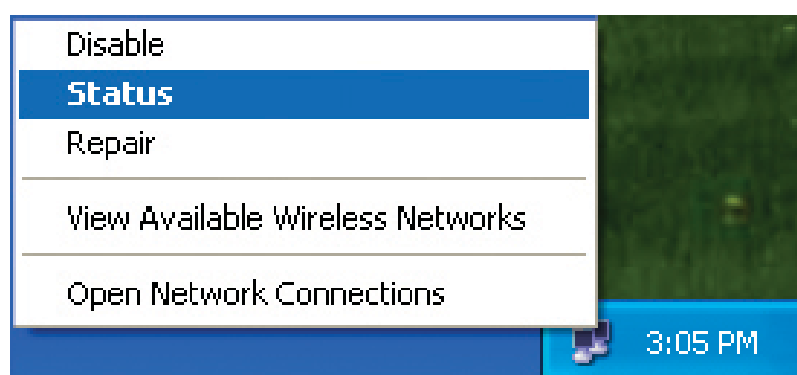 Disable
Status
Repair
View Available Wireless Networks
Open Network Connections
3:05 PM